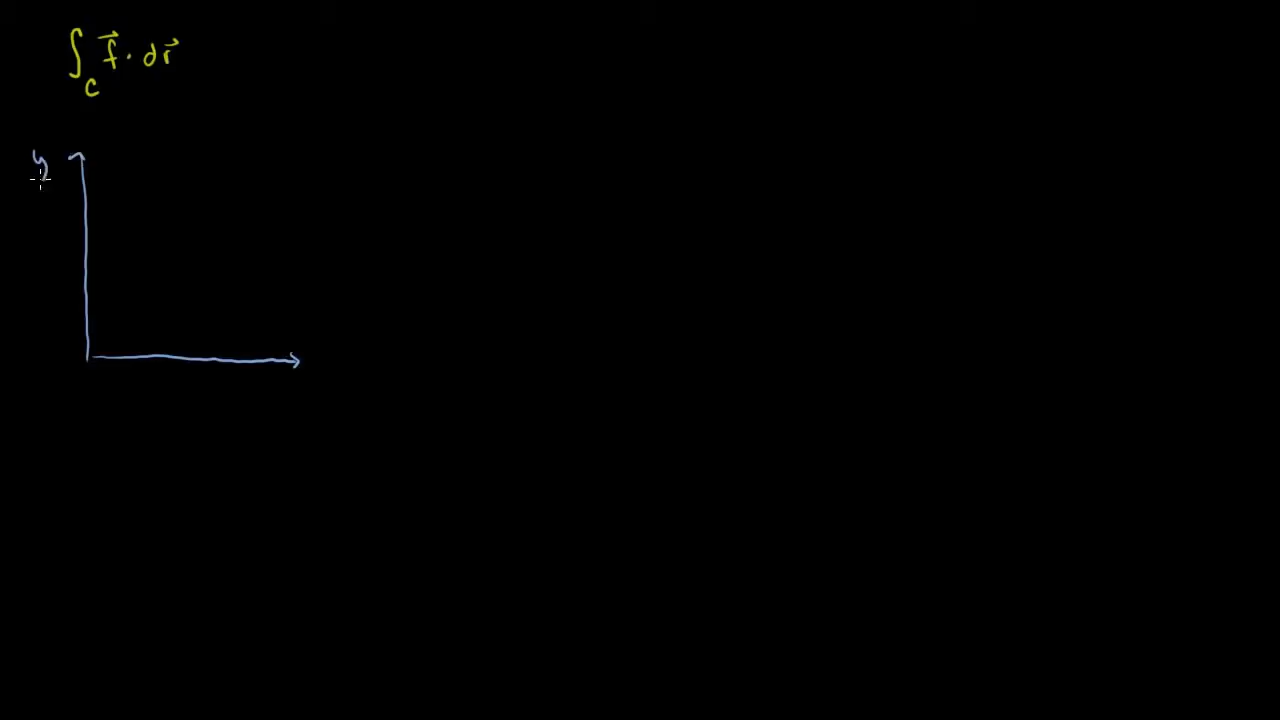 ∫_C f⃗ · dr⃗
y